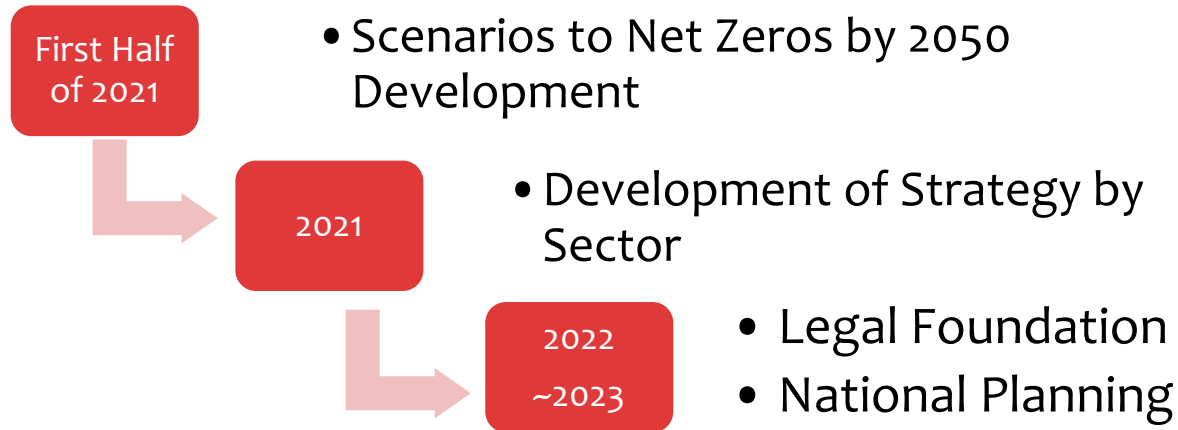 First Half
of 2021
• Scenarios to Net Zeros by 2050
Development
2021
• Development of Strategy by
Sector
2022
~2023
• Legal Foundation
• National Planning